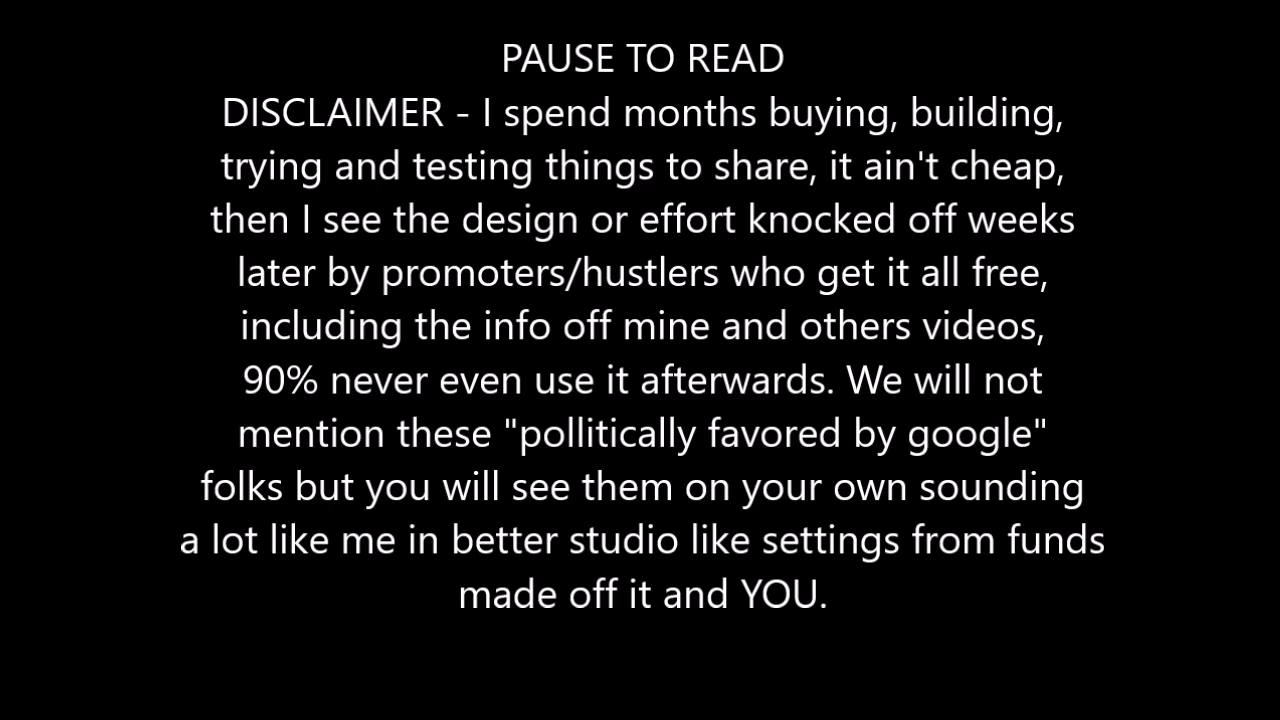 PAUSE TO READ
DISCLAIMER - I spend months buying, building,
trying and testing things to share, it ain't cheap,
then I see the design or effort knocked off weeks
later by promoters/hustlers who get it all free,
including the info off mine and others videos,
90% never even use it afterwards. We will not
mention these "pollitically favored by google"
folks but you will see them on your own sounding
a lot like me in better studio like settings from funds
made off it and YOU.